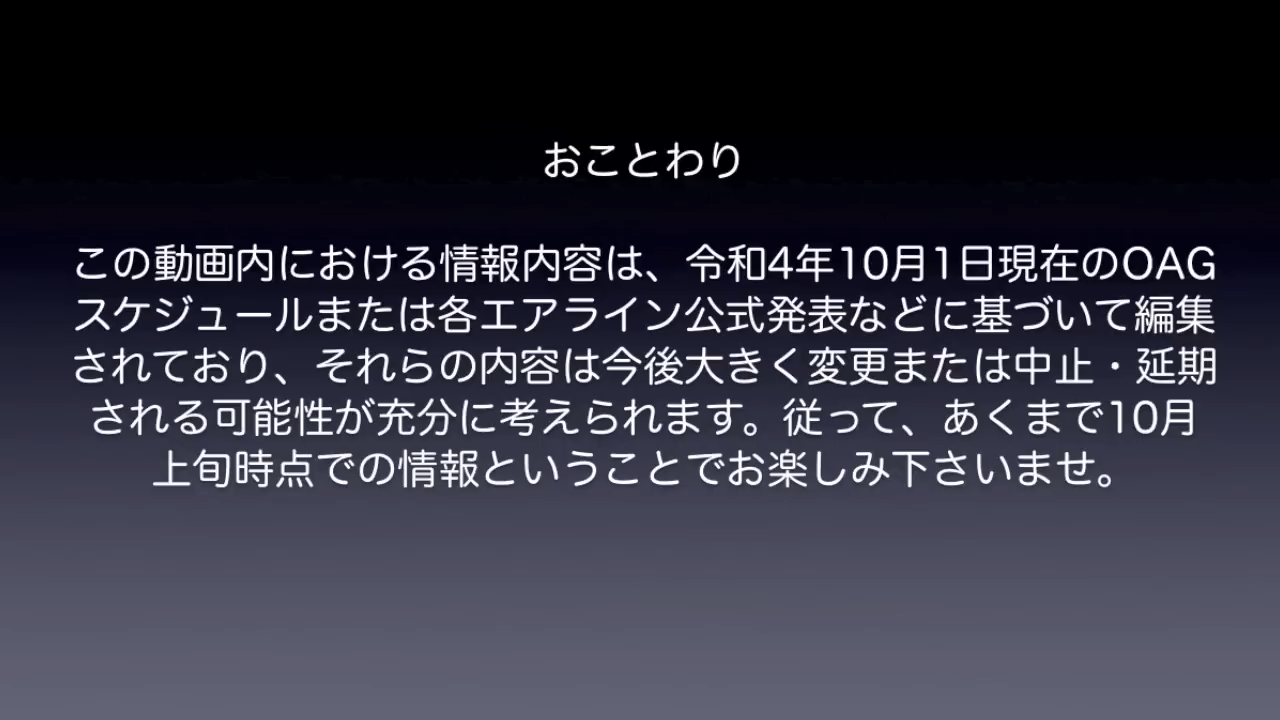 おことわり
この動画内における情報内容は、令和4年10月1日現在のOAG
スケジュールまたは各エアライン公式発表などに基づいて編集
されており、それらの内容は今後大きく変更または中止・延期
される可能性が充分に考えられます。従って、あくまで10月
上旬時点での情報ということでお楽しみ下さいませ。